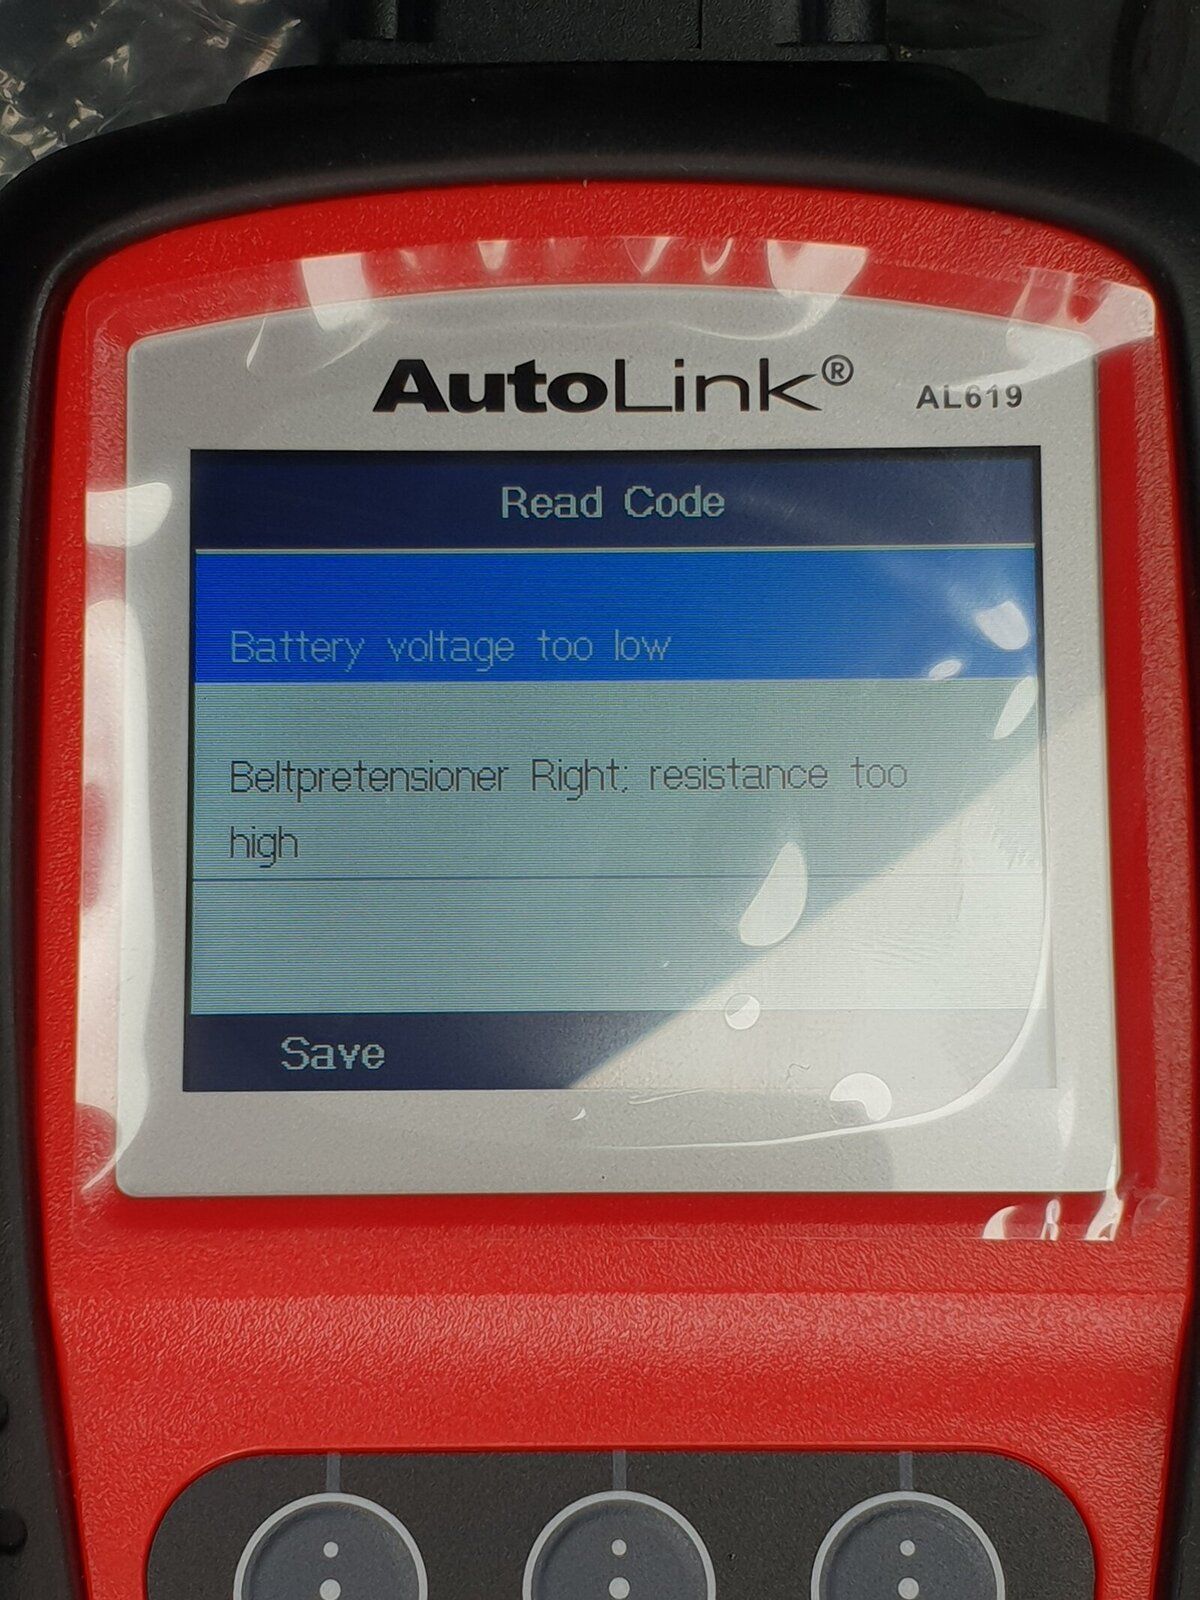 AutoLink® AL619
Read Code
Battery voltage too low
Beltpretensioner Right; resistance too
high
Save